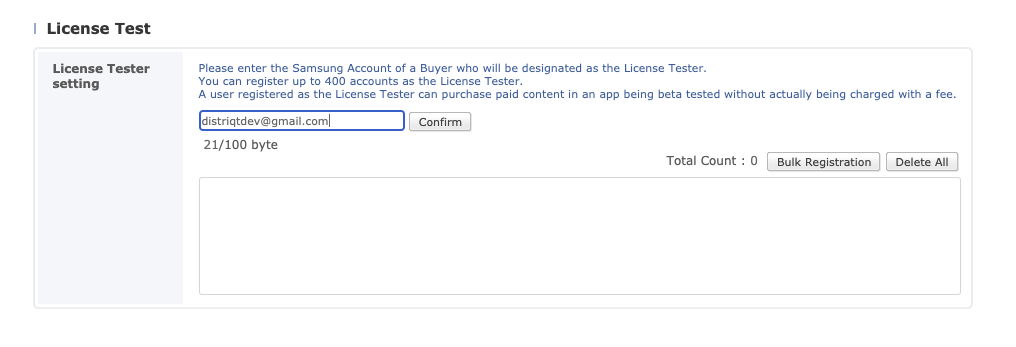 License Test
License Tester setting
Please enter the Samsung Account of a Buyer who will be designated as the License Tester.
You can register up to 400 accounts as the License Tester.
A user registered as the License Tester can purchase paid content in an app being beta tested without actually being charged with a fee.
distriqtdev@gmail.com Confirm
21/100 byte
Total Count : 0 Bulk Registration Delete All